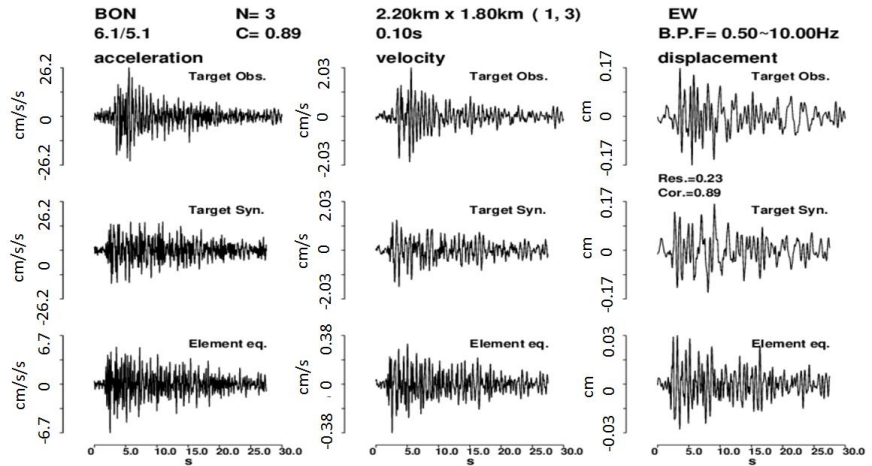 BON N= 3 2.20km x 1.80km ( 1, 3) EW
6.1/5.1 C= 0.89 0.10s B.P.F= 0.50~10.00Hz
acceleration velocity displacement
26.2 Target Obs. 2.03 Target Obs. 0.17 Target Obs.
cm/s/s 0 0 cm 0
-26.2 -2.03 -0.17
Res.=0.23
Cor.=0.89
26.2 Target Syn. 2.03 Target Syn. 0.17 Target Syn.
cm/s/s 0 cm/s 0 cm 0
-26.2 -2.03 -0.17
6.7 Element eq. 0.38 Element eq. 0.03 Element eq.
cm/s/s 0 cm/s 0 cm 0
-6.7 -0.38 -0.03
0 5.0 10.0 15.0 20.0 25.0 30.0 0 5.0 10.0 15.0 20.0 25.0 30.0 0 5.0 10.0 15.0 20.0 25.0 30.0
s s s